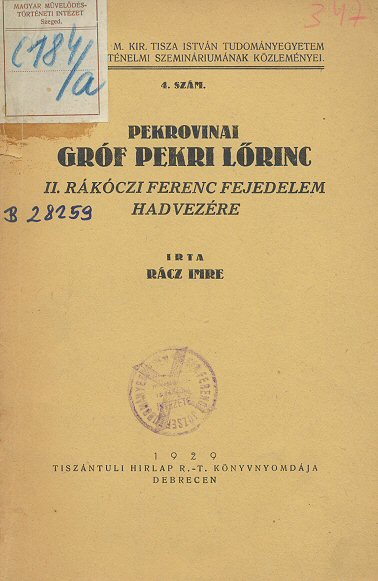 MAGYAR MŰVELŐDÉS-
TÖRTÉNETI INTÉZET
Szeged.
(184/a
347
M. KIR. TISZA ISTVÁN TUDOMÁNYEGYETEM
TÉNELMI SZEMINÁRIUMÁNAK KÖZLEMÉNYEI.
4. SZÁM.
PEKROVINAI
GRÓF PEKRI LŐRINC
II. RÁKÓCZI FERENC FEJEDELEM
HADVEZÉRE
B 28259
IRTA
RÁCZ IMRE
1929
TISZÁNTULI HIRLAP R.-T. KÖNYVNYOMDÁJA
DEBRECEN